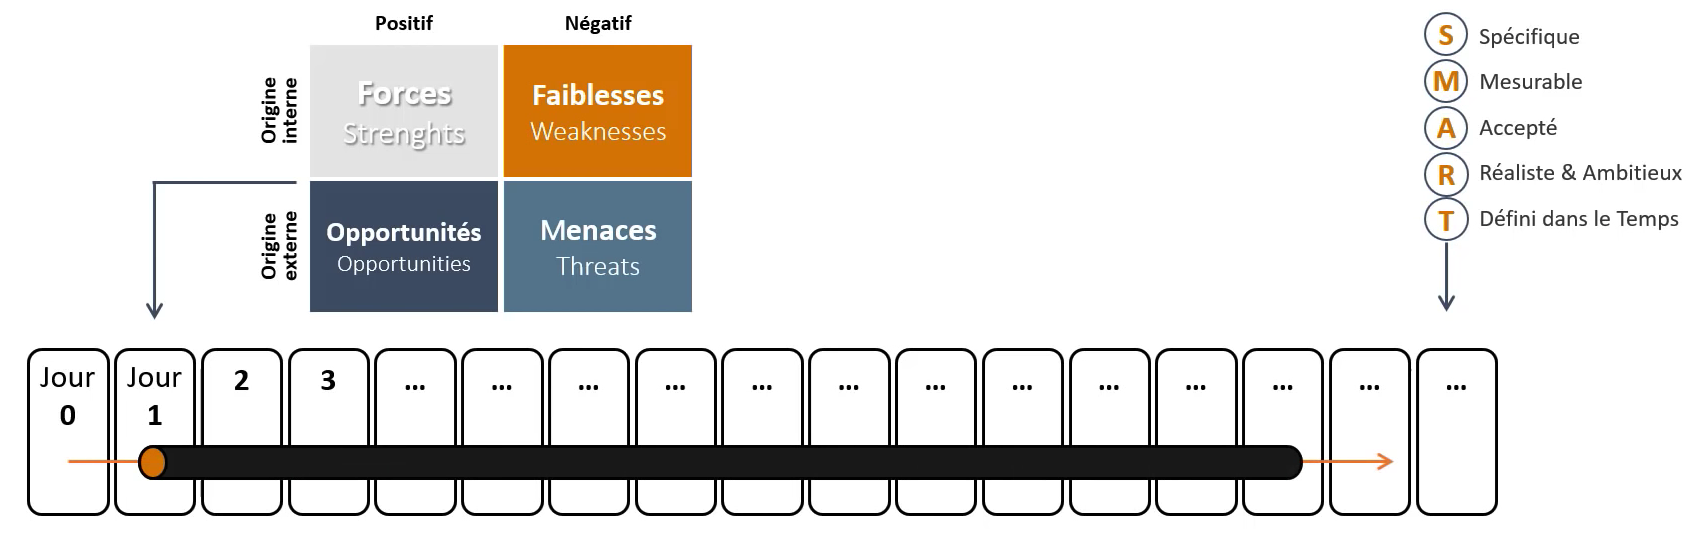 Positif
Négatif
Origine
interne
Forces
Strenghts
Faiblesses
Weaknesses
Origine
externe
Opportunités
Opportunities
Menaces
Threats
S Spécifique
M Mesurable
A Accepté
R Réaliste & Ambitieux
T Défini dans le Temps
Jour
0
Jour
1
2
3
...
...
...
...
...
...
...
...
...
...
...
...
...